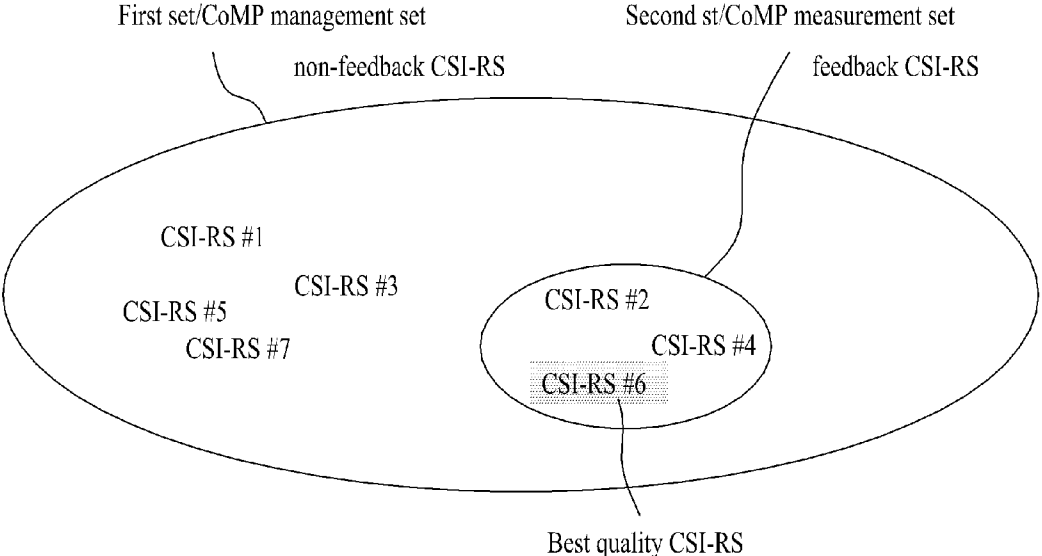 First set/CoMP management set
non-feedback CSI-RS
Second st/CoMP measurement set
feedback CSI-RS
CSI-RS #1
CSI-RS #3
CSI-RS #5
CSI-RS #7
CSI-RS #2
CSI-RS #4
CSI-RS #6
Best quality CSI-RS